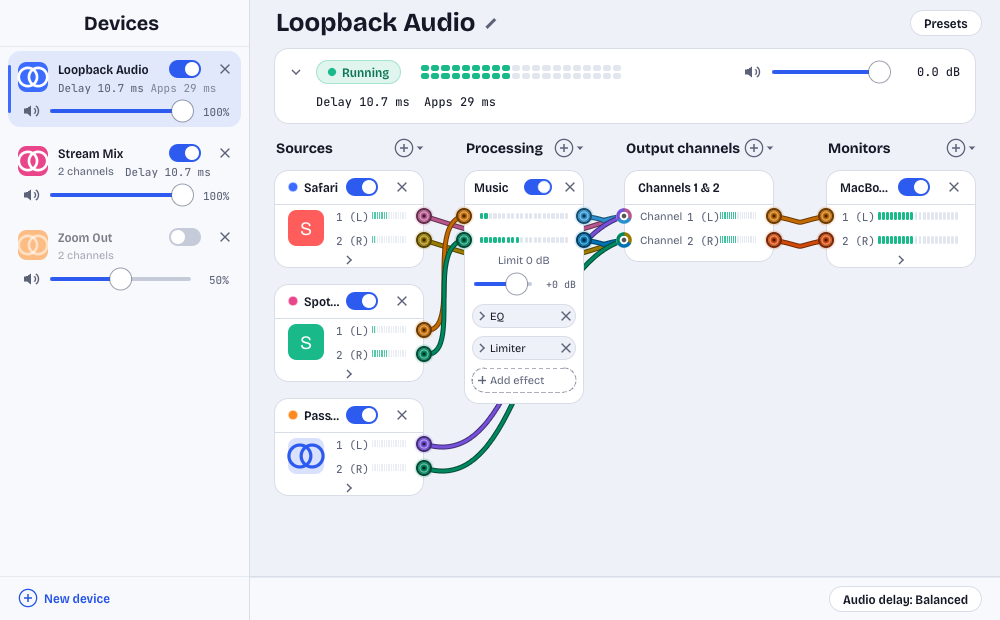 Devices
Loopback Audio
Delay 10.7 ms Apps 29 ms
100%
Stream Mix
2 channels Delay 10.7 ms
100%
Zoom Out
2 channels
50%
New device
Loopback Audio
Presets
Running
0.0 dB
Delay 10.7 ms Apps 29 ms
Sources
Processing
Output channels
Monitors
Safari
S
1 (L)
2 (R)
Spot...
S
1 (L)
2 (R)
Pass...
1 (L)
2 (R)
Music
Limit 0 dB
+0 dB
EQ
Limiter
+ Add effect
Channels 1 & 2
Channel 1 (L)
Channel 2 (R)
MacBo...
1 (L)
2 (R)
Audio delay: Balanced